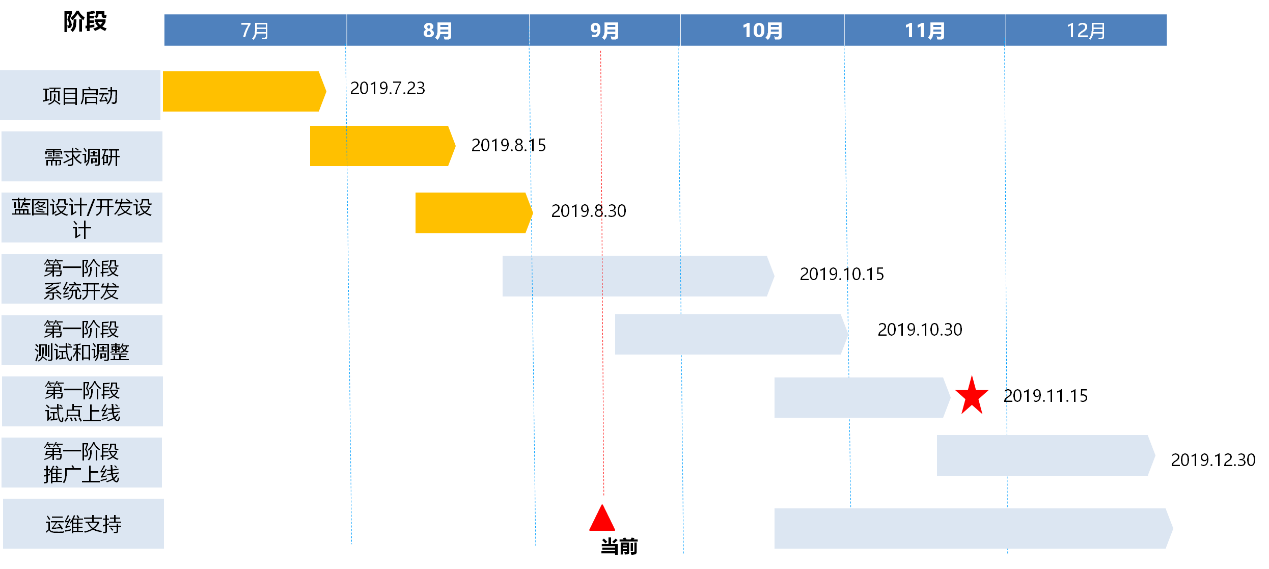 阶段
7月
8月
9月
10月
11月
12月
项目启动
2019.7.23
需求调研
2019.8.15
蓝图设计/开发设
计
2019.8.30
第一阶段
系统开发
2019.10.15
第一阶段
测试和调整
2019.10.30
第一阶段
试点上线
2019.11.15
第一阶段
推广上线
2019.12.30
运维支持
当前